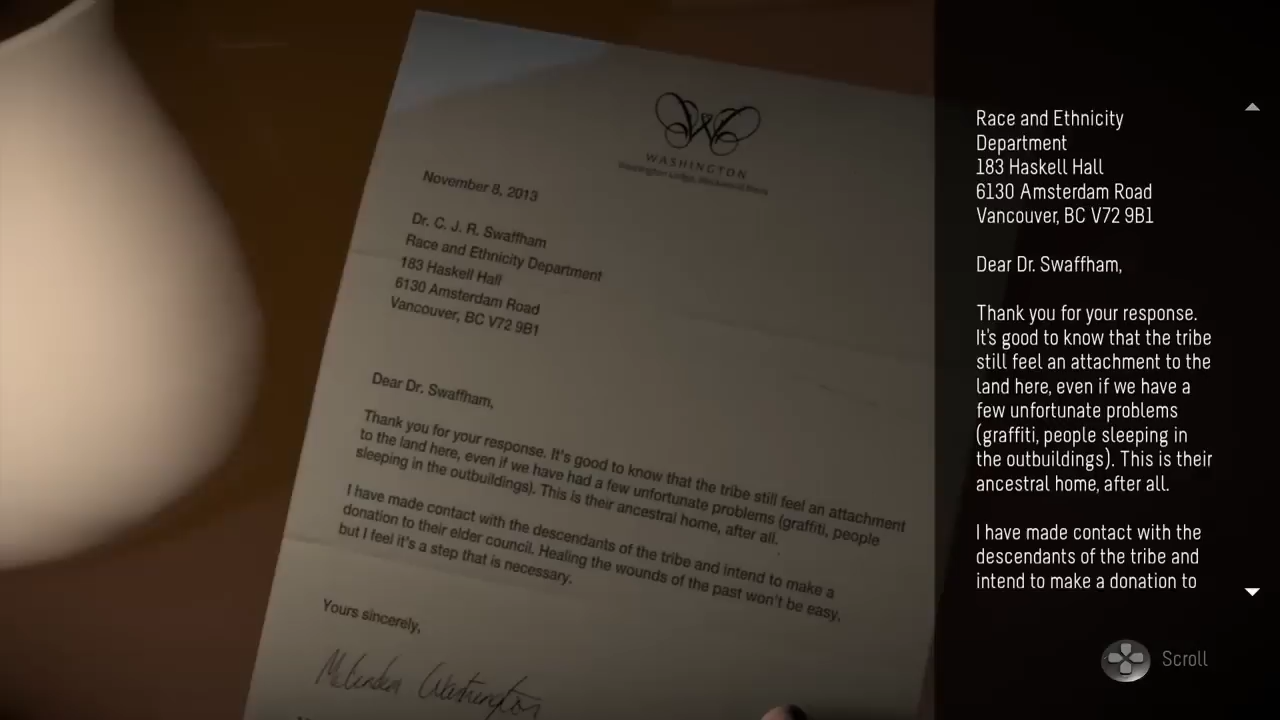 WASHINGTON
November 8, 2013
Dr. C. J. R. Swaffham
Race and Ethnicity Department
183 Haskell Hall
6130 Amsterdam Road
Vancouver, BC V72 9B1
Dear Dr. Swaffham,
Thank you for your response. It's good to know that the tribe still feel an attachment
to the land here, even if we have had a few unfortunate problems (graffiti, people
sleeping in the outbuildings). This is their ancestral home, after all.
I have made contact with the descendants of the tribe and intend to make a
donation to their elder council. Healing the wounds of the past won't be easy,
but I feel it's a step that is necessary.
Yours sincerely,
Melinda Washington
Race and Ethnicity
Department
183 Haskell Hall
6130 Amsterdam Road
Vancouver, BC V72 9B1
Dear Dr. Swaffham,
Thank you for your response.
It's good to know that the tribe
still feel an attachment to the
land here, even if we have a
few unfortunate problems
(graffiti, people sleeping in
the outbuildings). This is their
ancestral home, after all.
I have made contact with the
descendants of the tribe and
intend to make a donation to
Scroll